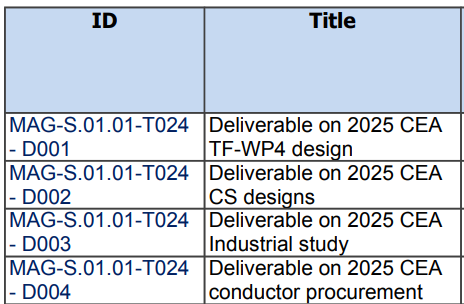 ID Title
MAG-S.01.01-T024 Deliverable on 2025 CEA
- D001 TF-WP4 design
MAG-S.01.01-T024 Deliverable on 2025 CEA
- D002 CS designs
MAG-S.01.01-T024 Deliverable on 2025 CEA
- D003 Industrial study
MAG-S.01.01-T024 Deliverable on 2025 CEA
- D004 conductor procurement